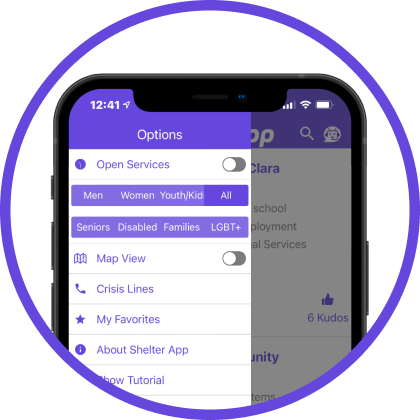 12:41
Options
pp
Open Services
Clara
Men Women Youth/Kid All
school
Seniors Disabled Families LGBT+
ployment
al Services
Map View
Crisis Lines
My Favorites
6 Kudos
About Shelter App
unity
Show Tutorial
tems